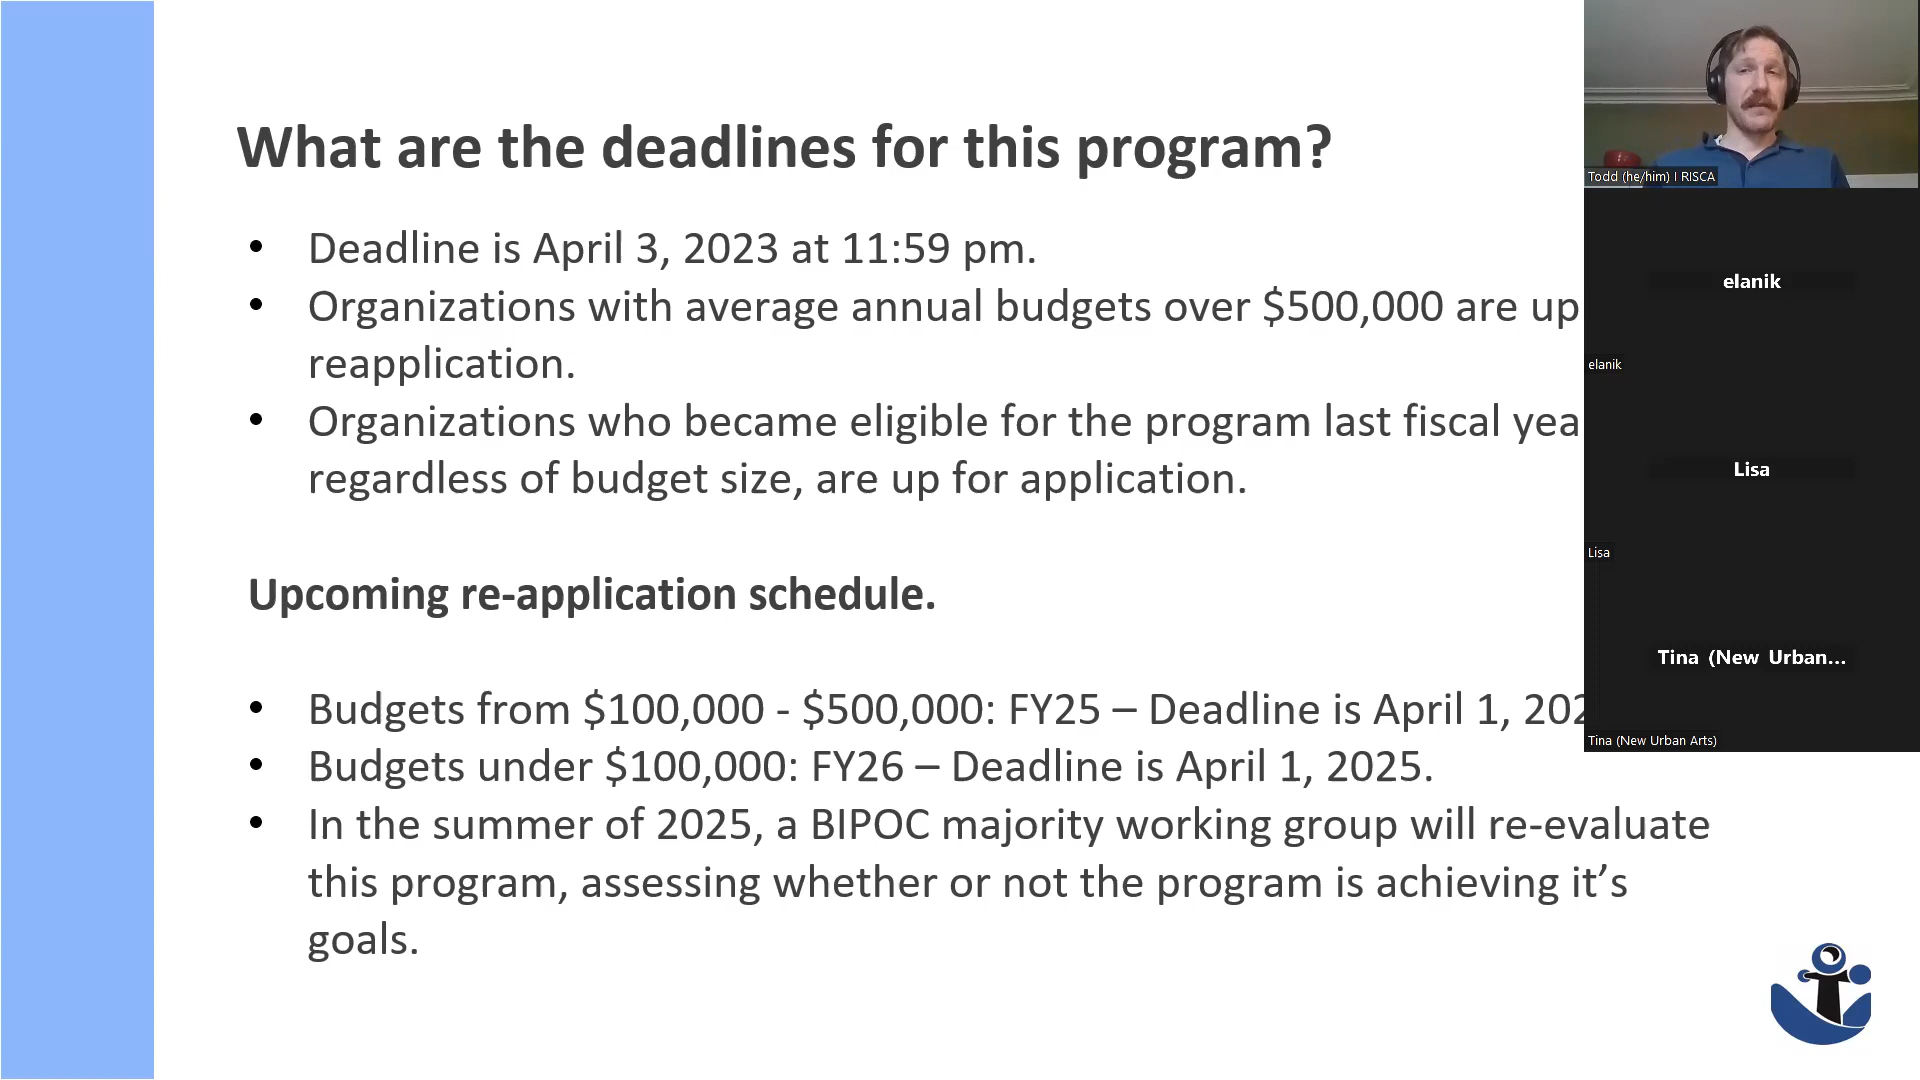 What are the deadlines for this program?
• Deadline is April 3, 2023 at 11:59 pm.
• Organizations with average annual budgets over $500,000 are up
reapplication.
• Organizations who became eligible for the program last fiscal yea
regardless of budget size, are up for application.
Upcoming re-application schedule.
• Budgets from $100,000 - $500,000: FY25 – Deadline is April 1, 202
• Budgets under $100,000: FY26 – Deadline is April 1, 2025.
• In the summer of 2025, a BIPOC majority working group will re-evaluate
this program, assessing whether or not the program is achieving it’s
goals.
Todd (he/him) I RISCA
elanik
elanik
Lisa
Lisa
Tina (New Urban...
Tina (New Urban Arts)